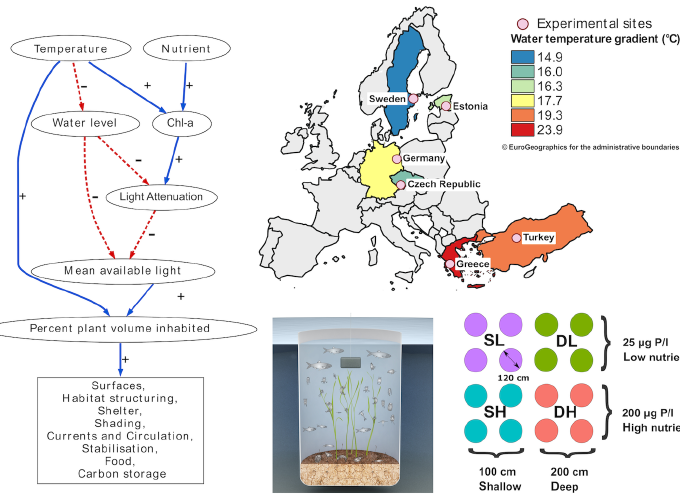 Temperature
Nutrient
+
+
-
Water level
Chl-a
+
-
+
-
Light Attenuation
-
Mean available light
+
Percent plant volume inhabited
+
Surfaces,
Habitat structuring,
Shelter,
Shading,
Currents and Circulation,
Stabilisation,
Food,
Carbon storage
Experimental sites
Water temperature gradient (°C)
14.9
16.0
16.3
17.7
19.3
23.9
© EuroGeographics for the administrative boundaries
Sweden
Estonia
Germany
Czech Republic
Turkey
Greece
SL
DL
25 µg P/l
Low nutrie
120 cm
SH
DH
200 µg P/l
High nutrie
100 cm
Shallow
200 cm
Deep